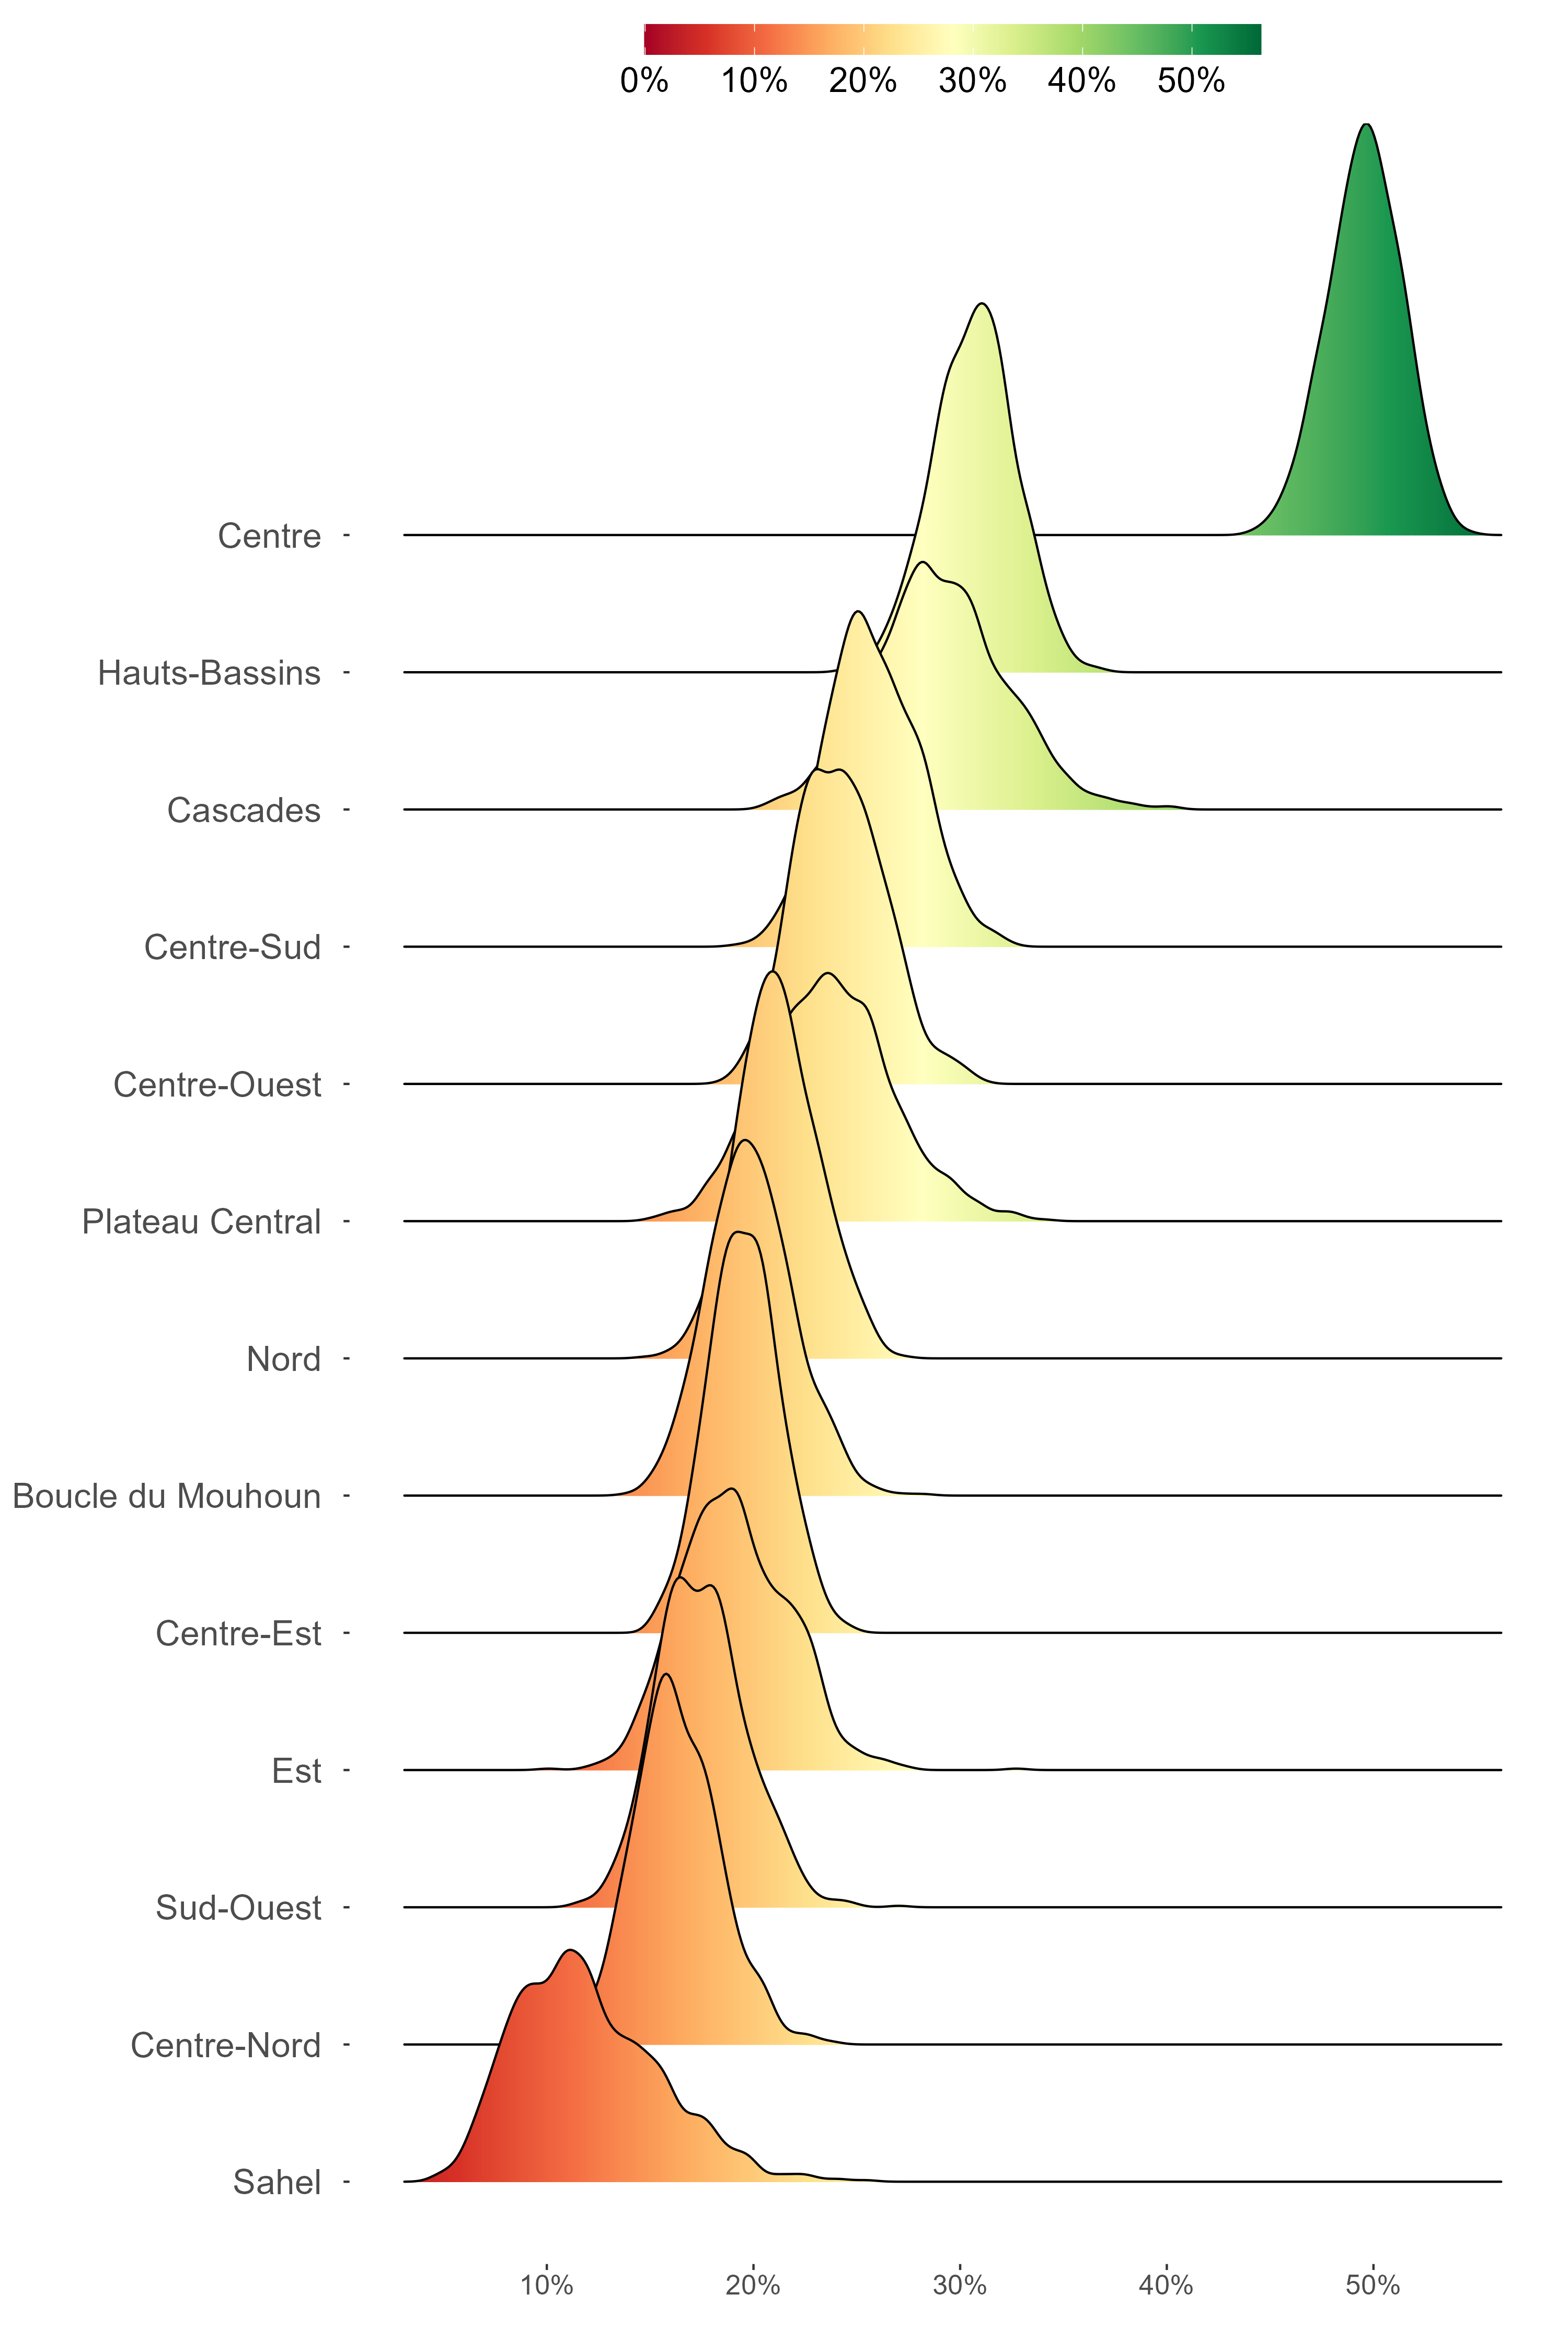 0% 10% 20% 30% 40% 50%
Centre
Hauts-Bassins
Cascades
Centre-Sud
Centre-Ouest
Plateau Central
Nord
Boucle du Mouhoun
Centre-Est
Est
Sud-Ouest
Centre-Nord
Sahel
10% 20% 30% 40% 50%